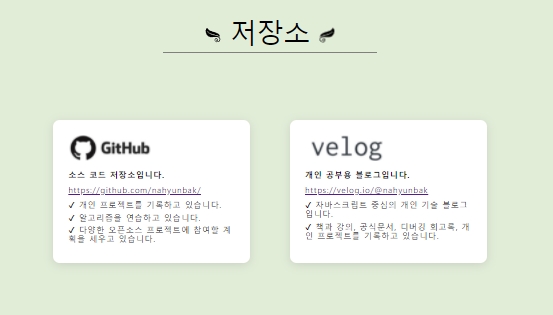 저장소
GitHub
소스 코드 저장소입니다.
https://github.com/nahyunbak/
✓ 개인 프로젝트를 기록하고 있습니다.
✓ 알고리즘을 연습하고 있습니다.
✓ 다양한 오픈소스 프로젝트에 참여할 계
획을 세우고 있습니다.
velog
개인 공부용 블로그입니다.
https://velog.io/@nahyunbak
✓ 자바스크립트 중심의 개인 기술 블로그
입니다.
✓ 책과 강의, 공식문서, 디버깅 회고록, 개
인 프로젝트를 기록하고 있습니다.